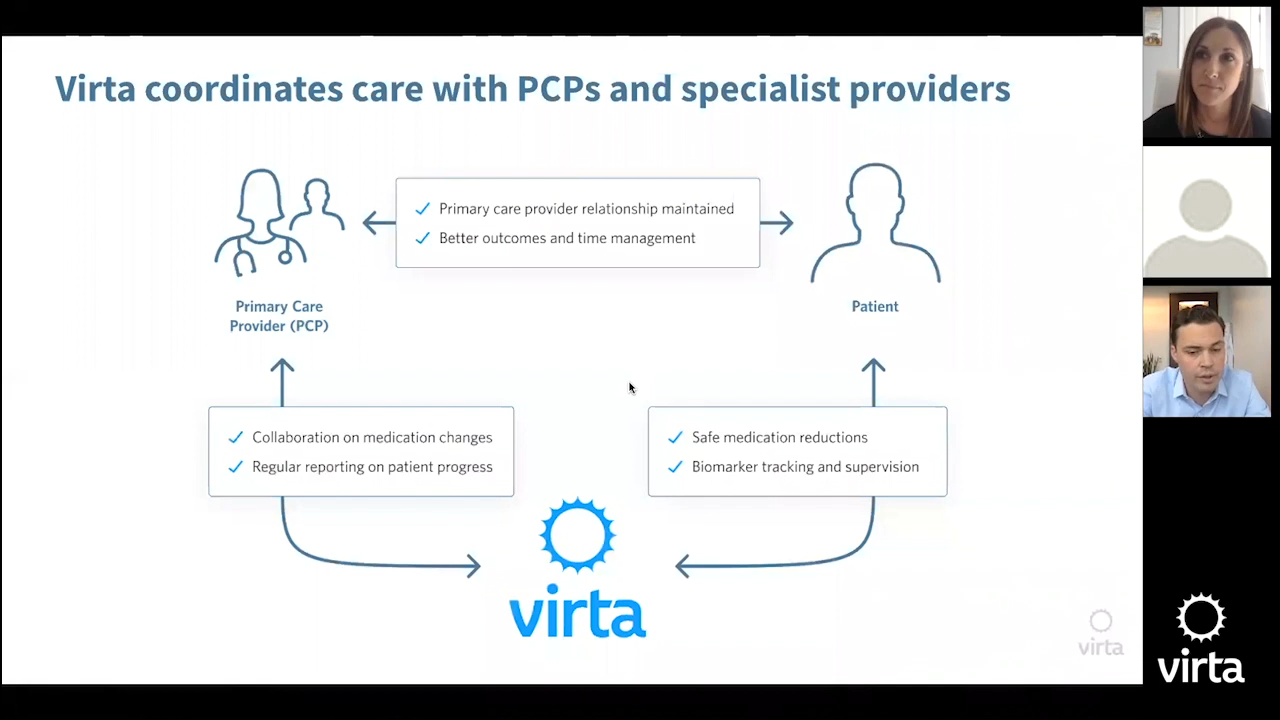 Virta coordinates care with PCPs and specialist providers
Primary care provider relationship maintained
Better outcomes and time management
Primary Care
Provider (PCP)
Patient
Collaboration on medication changes
Regular reporting on patient progress
Safe medication reductions
Biomarker tracking and supervision
virta
virta
virta